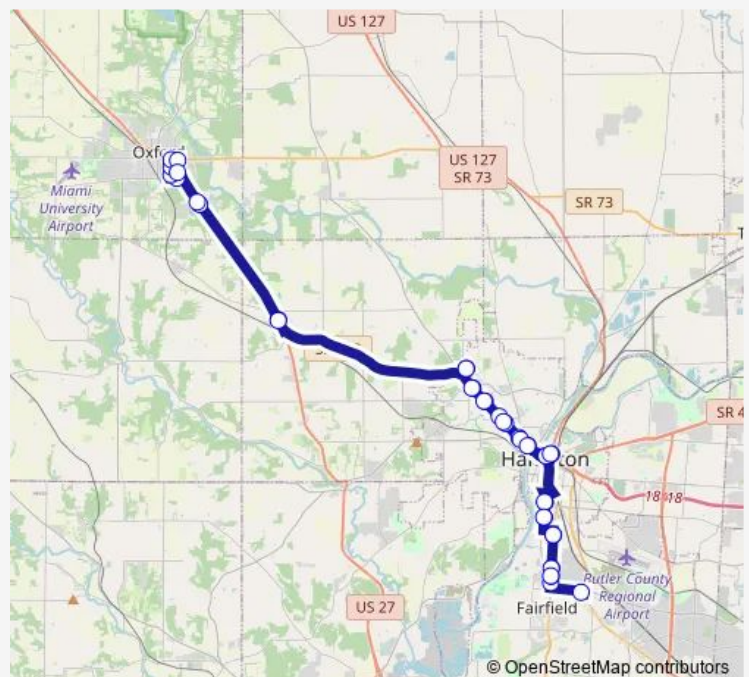 US 127
Oxford
Miami
University
Airport
US 127
SR 73
SR 73
SR 4
Hamilton
18 18
Butler County
Regional
Airport
Fairfield
US 27
© OpenStreetMap contributors